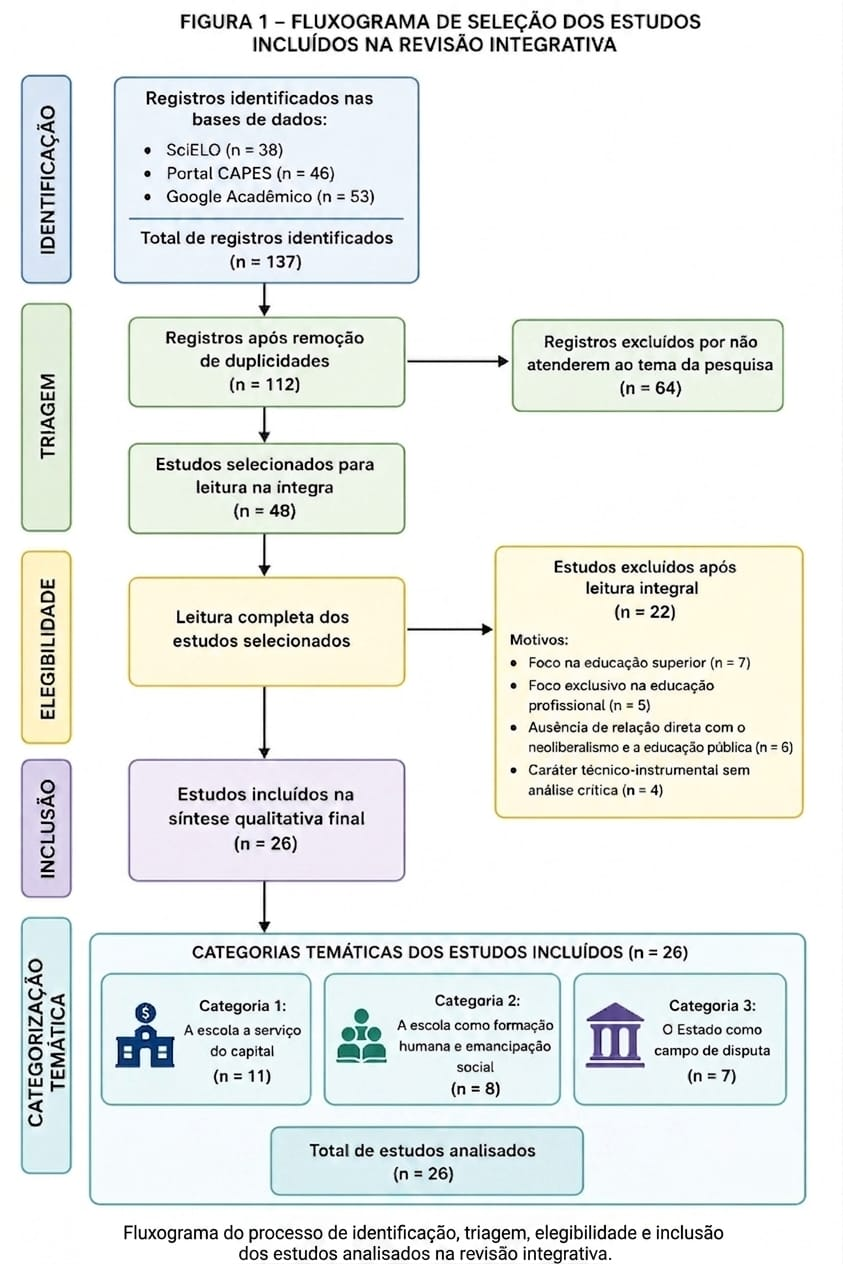 FIGURA 1 – FLUXOGRAMA DE SELEÇÃO DOS ESTUDOS
INCLUÍDOS NA REVISÃO INTEGRATIVA
IDENTIFICAÇÃO
Registros identificados nas
bases de dados:
• SciELO (n = 38)
• Portal CAPES (n = 46)
• Google Acadêmico (n = 53)
Total de registros identificados
(n = 137)
TRIAGEM
Registros após remoção
de duplicidades
(n = 112)
Registros excluídos por não
atenderem ao tema da pesquisa
(n = 64)
Estudos selecionados para
leitura na íntegra
(n = 48)
ELEGIBILIDADE
Leitura completa dos
estudos selecionados
Estudos excluídos após
leitura integral
(n = 22)
Motivos:
• Foco na educação superior (n = 7)
• Foco exclusivo na educação
profissional (n = 5)
• Ausência de relação direta com o
neoliberalismo e a educação pública (n = 6)
• Caráter técnico-instrumental sem
análise crítica (n = 4)
INCLUSÃO
Estudos incluídos na
síntese qualitativa final
(n = 26)
CATEGORIZAÇÃO
TEMÁTICA
CATEGORIAS TEMÁTICAS DOS ESTUDOS INCLUÍDOS (n = 26)
$
Categoria 1:
A escola a serviço
do capital
(n = 11)
Categoria 2:
A escola como formação
humana e emancipação
social
(n = 8)
Categoria 3:
O Estado como
campo de disputa
(n = 7)
Total de estudos analisados
(n = 26)
Fluxograma do processo de identificação, triagem, elegibilidade e inclusão
dos estudos analisados na revisão integrativa.